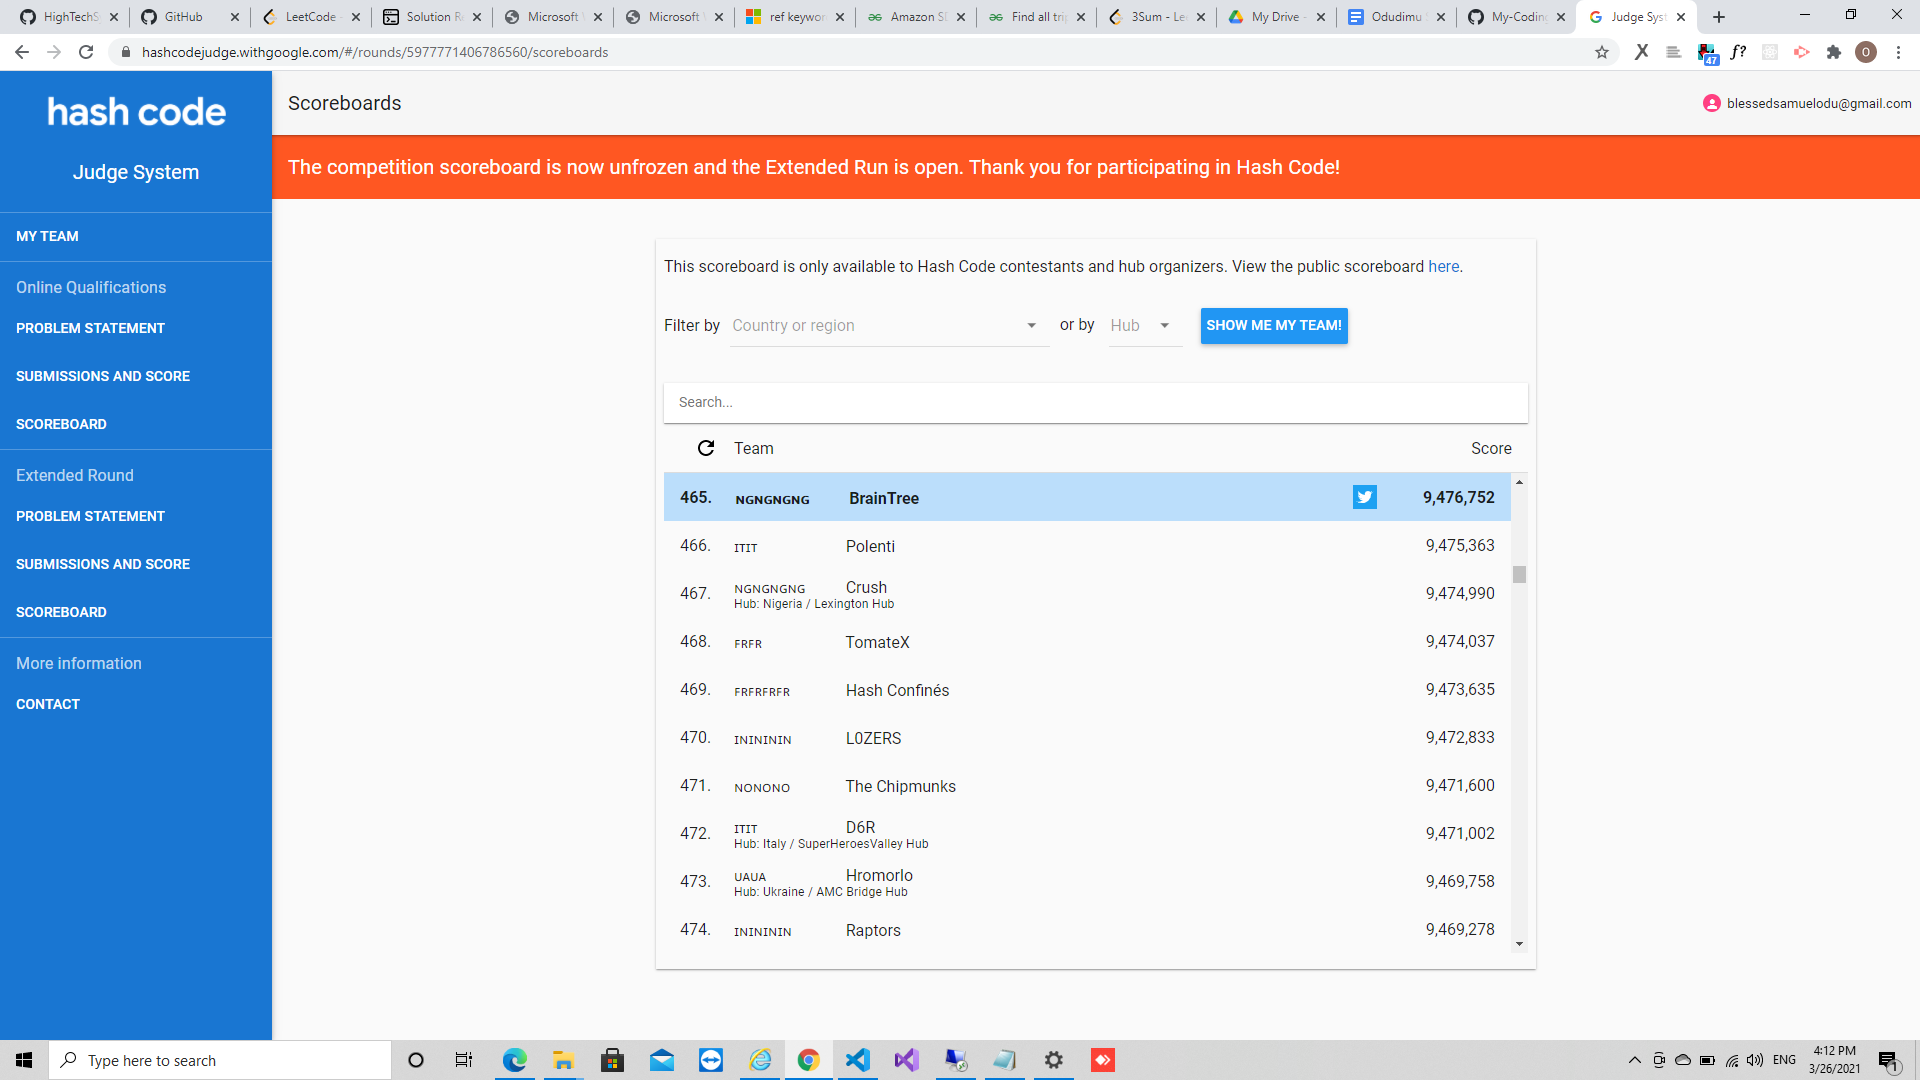 HighTechS
GitHub
LeetCode
Solution R
Microsoft
Microsoft
ref keywor
Amazon S
Find all tri
3Sum - Le
My Drive -
Odudimu
My-Coding
Judge Syst
hashcodejudge.withgoogle.com/#/rounds/5977771406786560/scoreboards
47
f?
O
hash code
Judge System
MY TEAM
Online Qualifications
PROBLEM STATEMENT
SUBMISSIONS AND SCORE
SCOREBOARD
Extended Round
PROBLEM STATEMENT
SUBMISSIONS AND SCORE
SCOREBOARD
More information
CONTACT
Scoreboards
blessedsamuelodu@gmail.com
The competition scoreboard is now unfrozen and the Extended Run is open. Thank you for participating in Hash Code!
This scoreboard is only available to Hash Code contestants and hub organizers. View the public scoreboard here.
Filter by Country or region or by Hub SHOW ME MY TEAM!
Search...
Team Score
465. NGNGNGNG BrainTree 9,476,752
466. ITIT Polenti 9,475,363
467. NGNGNGNG Crush 9,474,990
Hub: Nigeria / Lexington Hub
468. FRFR TomateX 9,474,037
469. FRFRFRFR Hash Confinés 9,473,635
470. INININ​IN L0ZERS 9,472,833
471. NONONO The Chipmunks 9,471,600
472. ITIT D6R 9,471,002
Hub: Italy / SuperHeroesValley Hub
473. UAUA Hromorlo 9,469,758
Hub: Ukraine / AMC Bridge Hub
474. ININININ Raptors 9,469,278
Type here to search
ENG
4:12 PM
3/26/2021
1